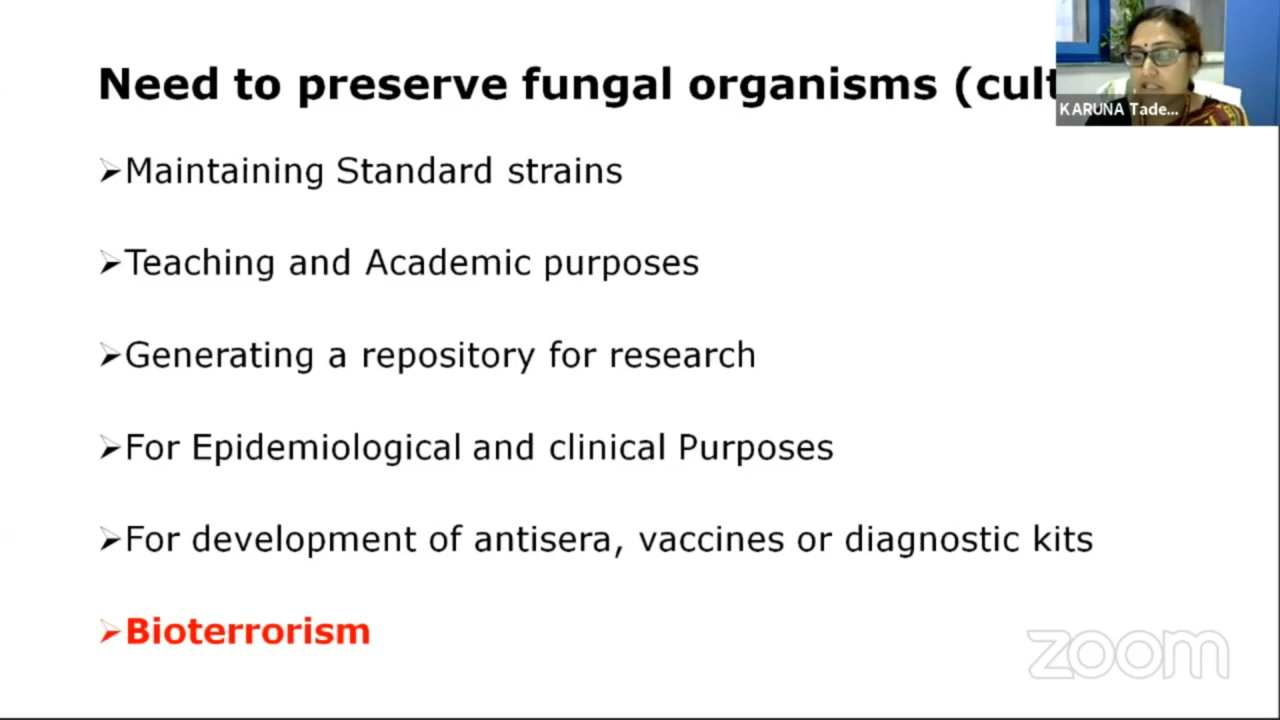 Need to preserve fungal organisms (cult
KARUNA Tade...
➢Maintaining Standard strains
➢Teaching and Academic purposes
➢Generating a repository for research
➢For Epidemiological and clinical Purposes
➢For development of antisera, vaccines or diagnostic kits
➢Bioterrorism
zoom